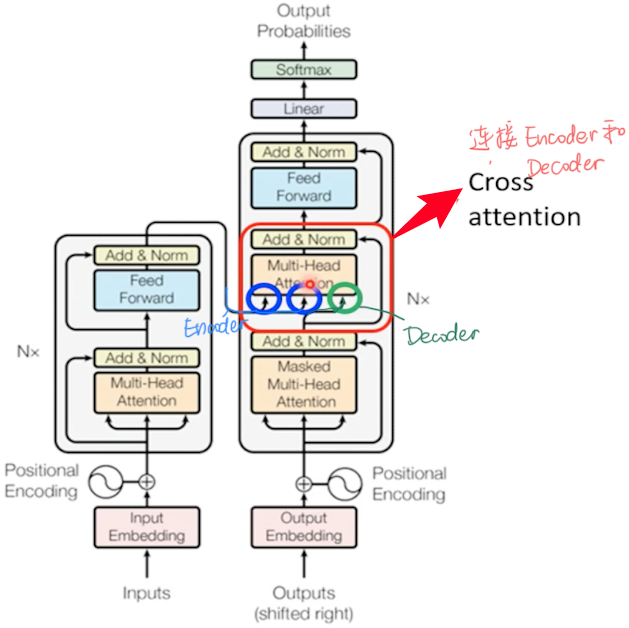 Output
Probabilities
Softmax
Linear
Add & Norm
Feed
Forward
Add & Norm
Multi-Head
Attention
连接 Encoder 和
Decoder
Cross
attention
Encoder
Decoder
Nx
Add & Norm
Masked
Multi-Head
Attention
Add & Norm
Feed
Forward
Nx
Add & Norm
Multi-Head
Attention
Positional
Encoding
Positional
Encoding
Input
Embedding
Output
Embedding
Inputs
Outputs
(shifted right)